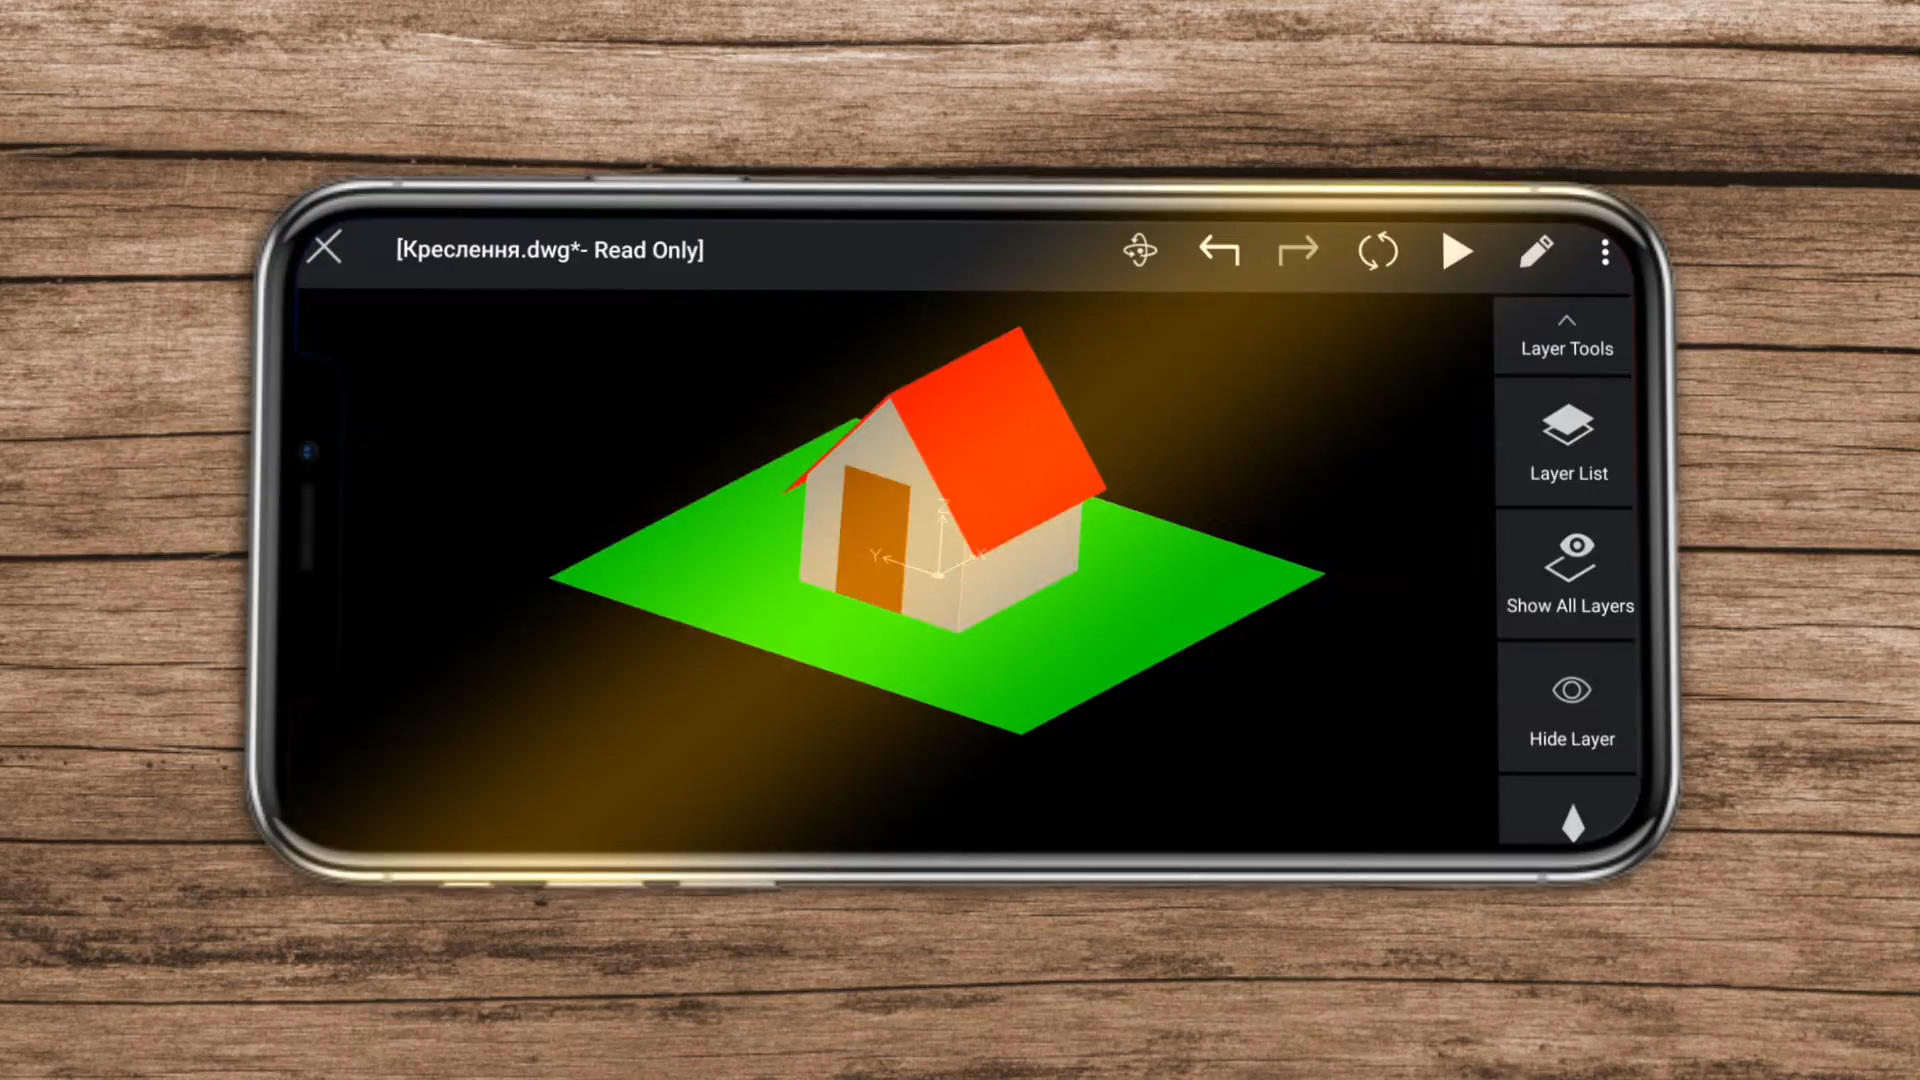 [Креслення.dwg*- Read Only]
Layer Tools
Layer List
Show All Layers
Hide Layer
Z
Y
X